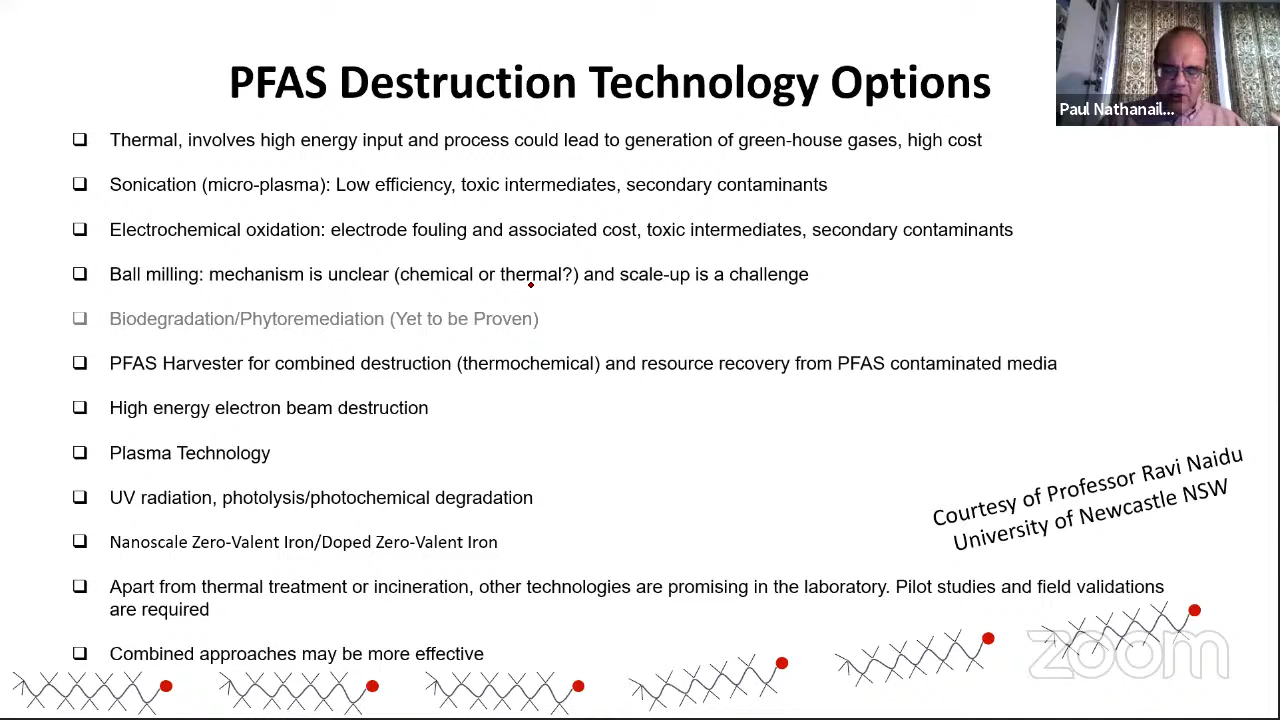 PFAS Destruction Technology Options
Paul Nathanail...
Thermal, involves high energy input and process could lead to generation of green-house gases, high cost
Sonication (micro-plasma): Low efficiency, toxic intermediates, secondary contaminants
Electrochemical oxidation: electrode fouling and associated cost, toxic intermediates, secondary contaminants
Ball milling: mechanism is unclear (chemical or thermal?) and scale-up is a challenge
Biodegradation/Phytoremediation (Yet to be Proven)
PFAS Harvester for combined destruction (thermochemical) and resource recovery from PFAS contaminated media
High energy electron beam destruction
Plasma Technology
UV radiation, photolysis/photochemical degradation
Nanoscale Zero-Valent Iron/Doped Zero-Valent Iron
Courtesy of Professor Ravi Naidu
University of Newcastle NSW
Apart from thermal treatment or incineration, other technologies are promising in the laboratory. Pilot studies and field validations
are required
Combined approaches may be more effective
zoom